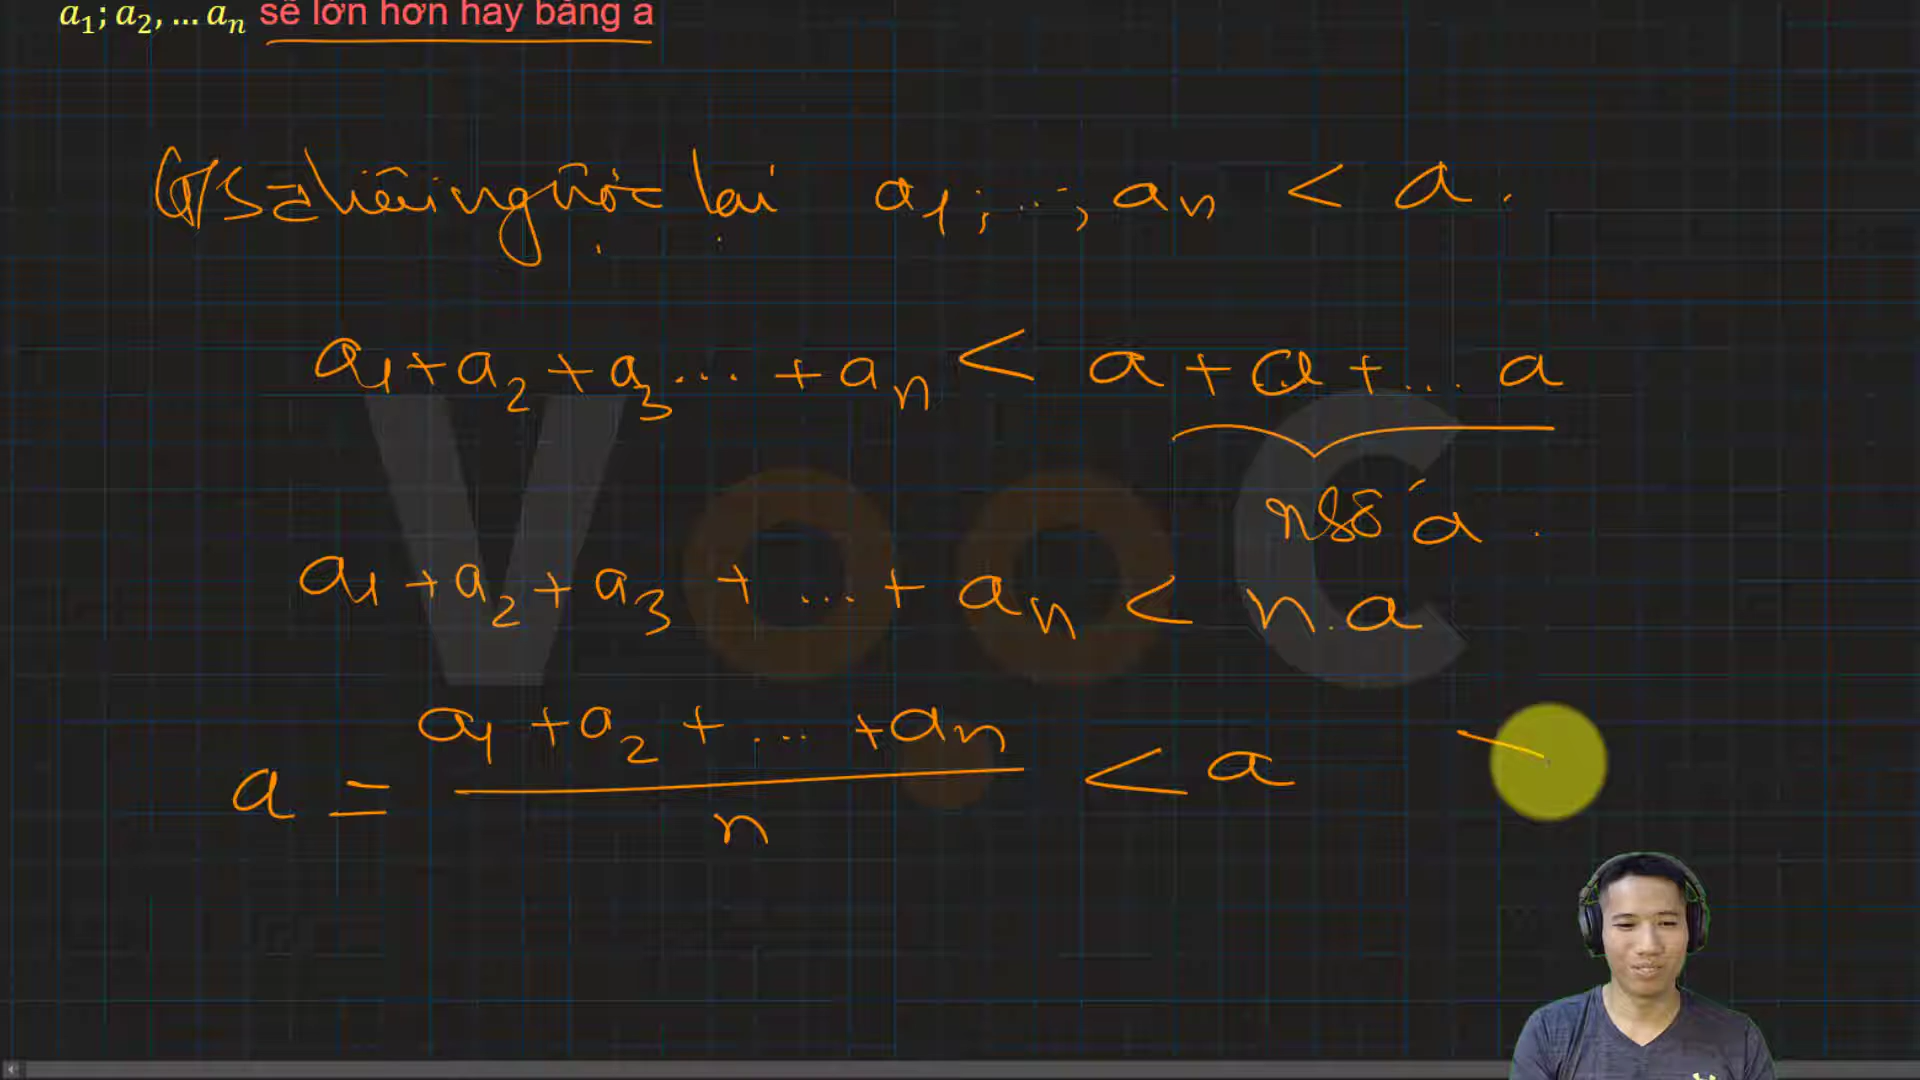 a₁; a₂, … aₙ sẽ lớn hơn hay bằng a
GS điều ngược lại a₁; …; aₙ < a.
a₁ + a₂ + a₃ … + aₙ < a + a + … a
n số a.
a₁ + a₂ + a₃ + … + aₙ < n.a
a = (a₁ + a₂ + … + aₙ)/n < a
VOOC